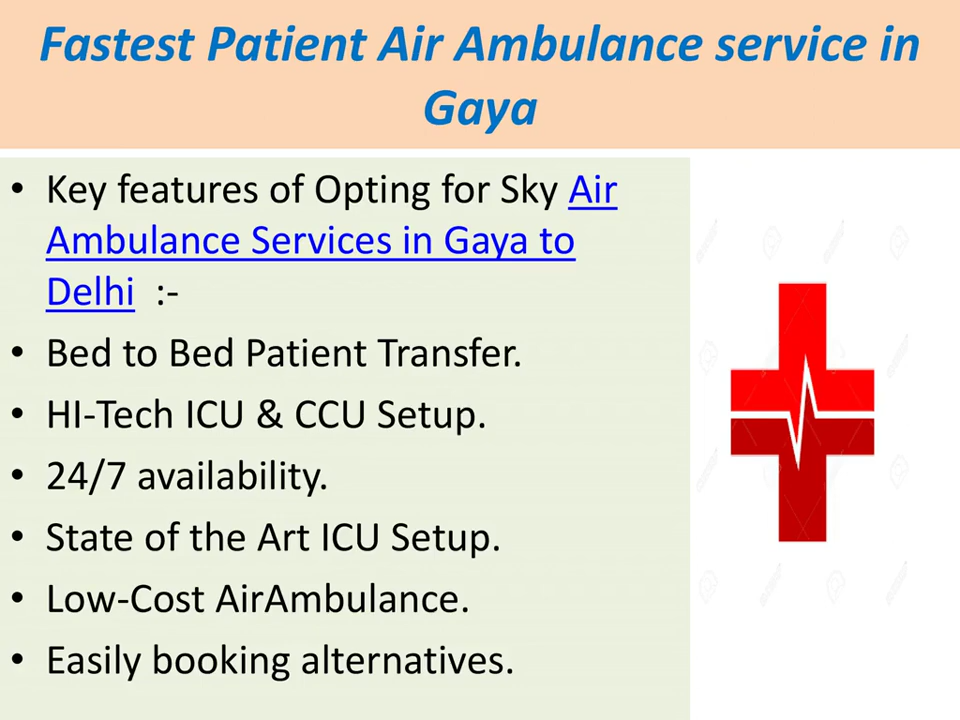 Fastest Patient Air Ambulance service in
Gaya
• Key features of Opting for Sky Air
Ambulance Services in Gaya to
Delhi :-
• Bed to Bed Patient Transfer.
• HI-Tech ICU & CCU Setup.
• 24/7 availability.
• State of the Art ICU Setup.
• Low-Cost AirAmbulance.
• Easily booking alternatives.